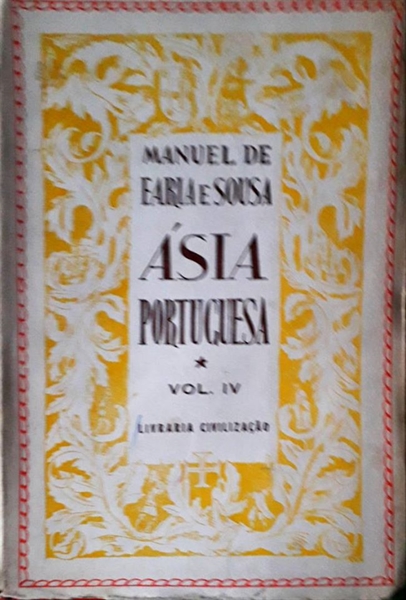 MANUEL DE
FARIA E SOUSA
ÁSIA
PORTUGUESA
*
VOL. IV
LIVRARIA CIVILIZAÇÃO